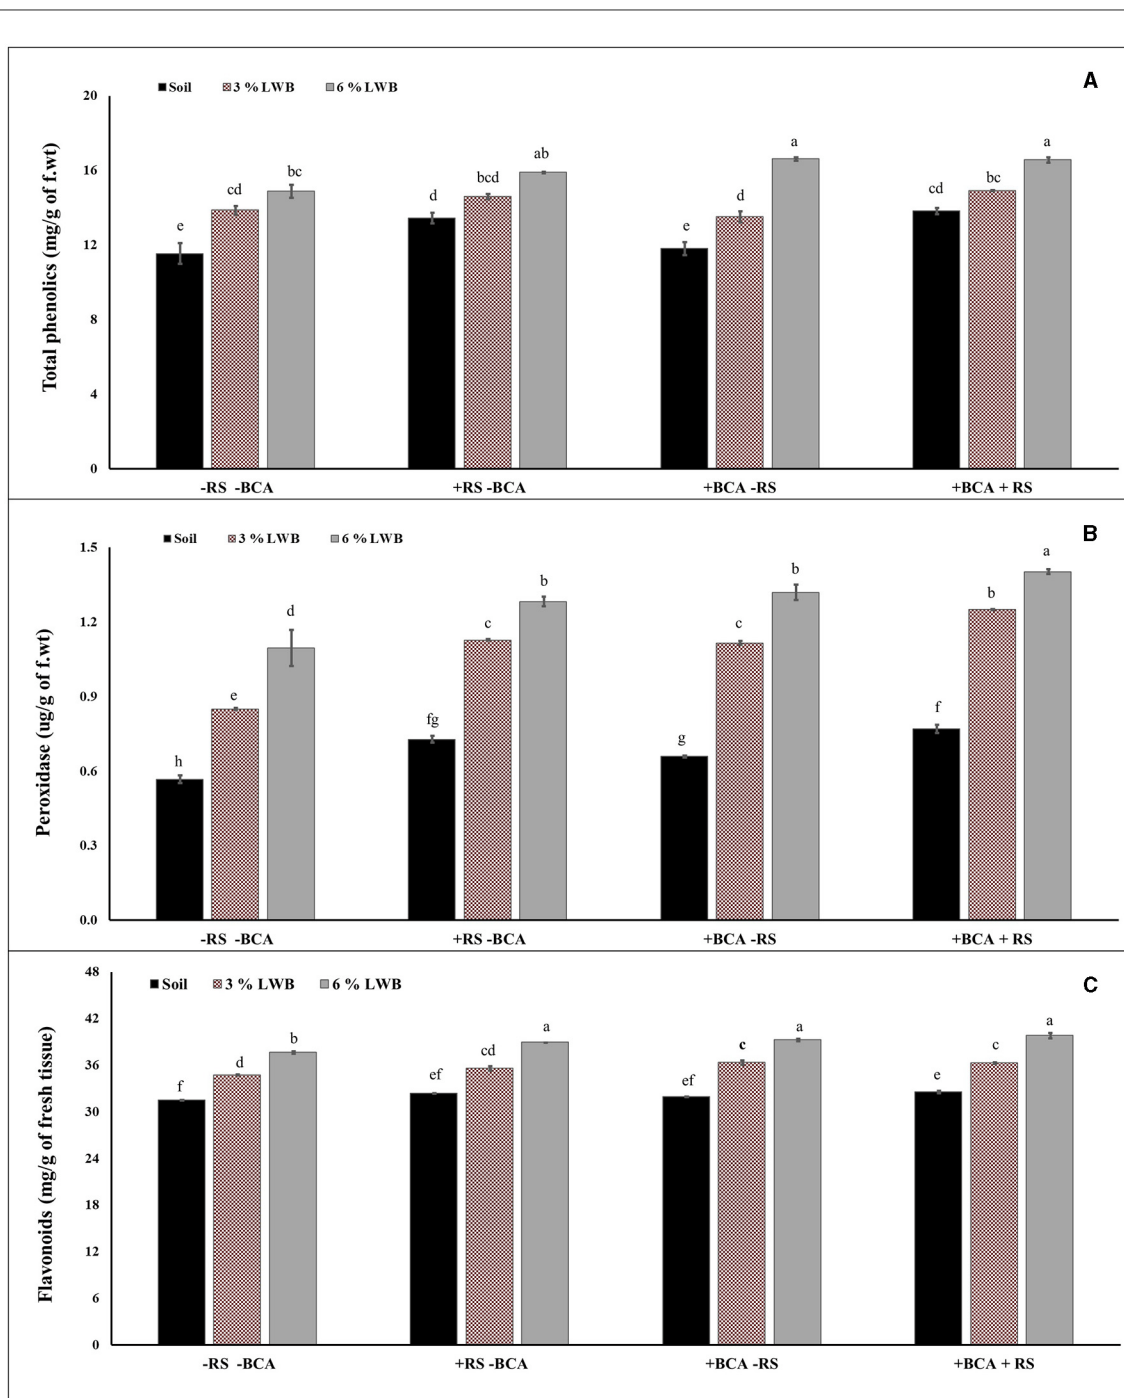 A
Soil 3 % LWB 6 % LWB
Total phenolics (mg/g of f.wt)
20
16
12
8
4
0
e cd bc d bcd ab e d a cd bc a
-RS -BCA +RS -BCA +BCA -RS +BCA + RS
B
Soil 3 % LWB 6 % LWB
Peroxidase (ug/g of f.wt)
1.5
1.2
0.9
0.6
0.3
0.0
h e d fg c b g c b f b a
-RS -BCA +RS -BCA +BCA -RS +BCA + RS
C
Soil 3 % LWB 6 % LWB
Flavonoids (mg/g of fresh tissue)
48
42
36
30
24
18
12
6
0
f d b ef cd a ef c a e c a
-RS -BCA +RS -BCA +BCA -RS +BCA + RS